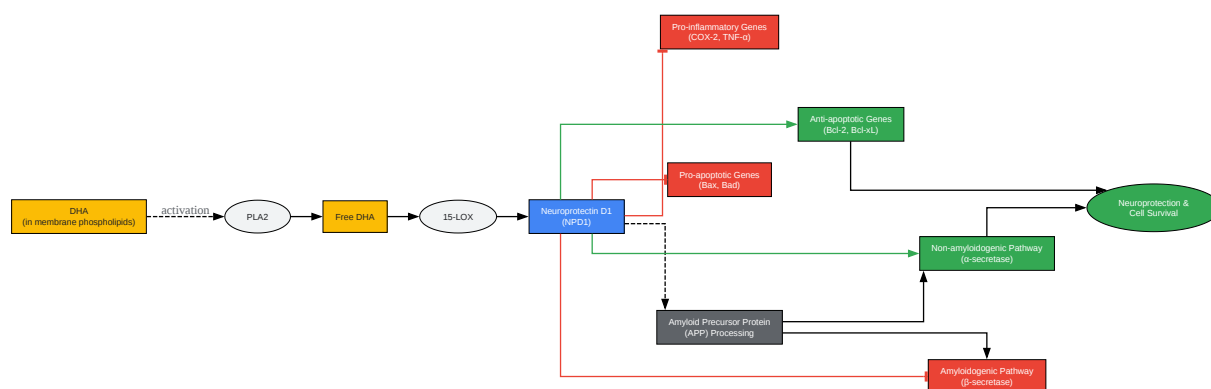 Pro-inflammatory Genes
(COX-2, TNF-α)
Anti-apoptotic Genes
(Bcl-2, Bcl-xL)
Pro-apoptotic Genes
(Bax, Bad)
DHA
(in membrane phospholipids)
activation
PLA2
Free DHA
15-LOX
Neuroprotectin D1
(NPD1)
Neuroprotection &
Cell Survival
Non-amyloidogenic Pathway
(α-secretase)
Amyloid Precursor Protein
(APP) Processing
Amyloidogenic Pathway
(β-secretase)